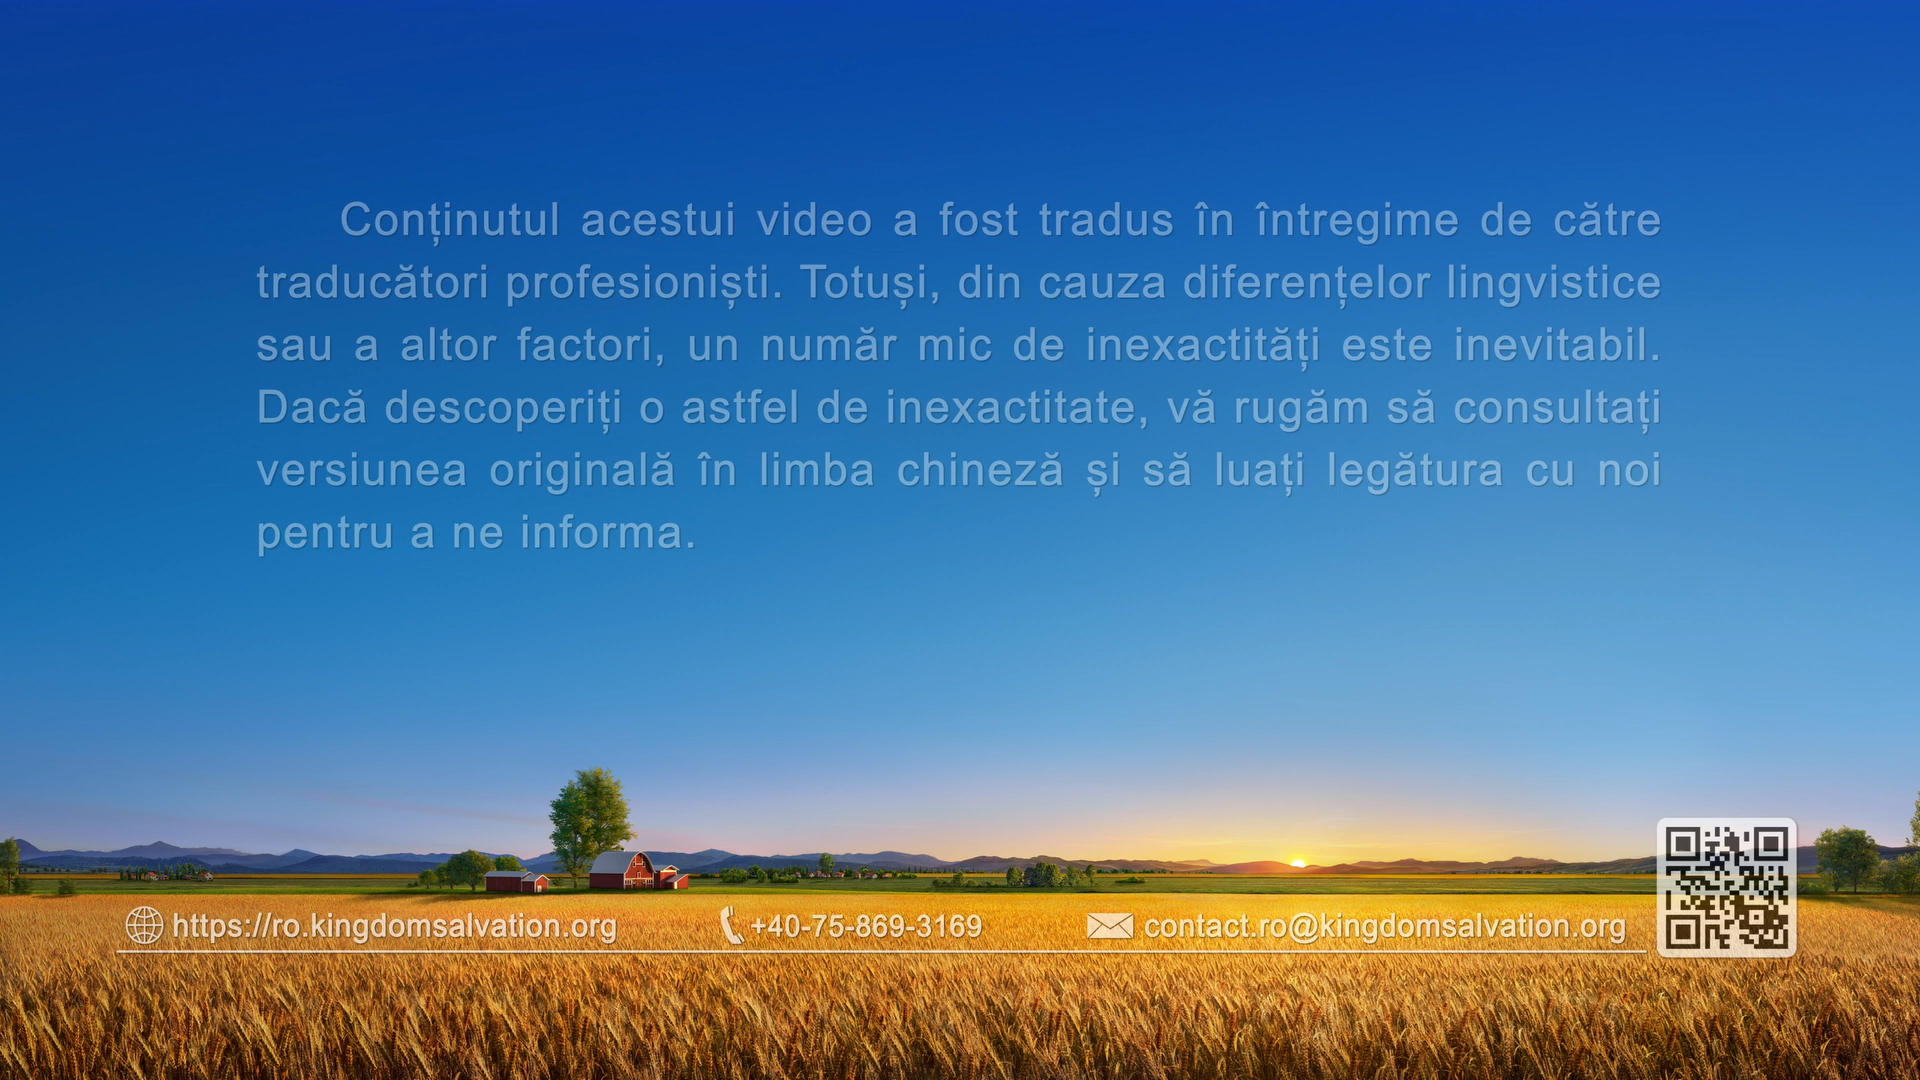 Conținutul acestui video a fost tradus în întregime de către
traducători profesioniști. Totuși, din cauza diferențelor lingvistice
sau a altor factori, un număr mic de inexactități este inevitabil.
Dacă descoperiți o astfel de inexactitate, vă rugăm să consultați
versiunea originală în limba chineză și să luați legătura cu noi
pentru a ne informa.
https://ro.kingdomsalvation.org +40-75-869-3169 contact.ro@kingdomsalvation.org